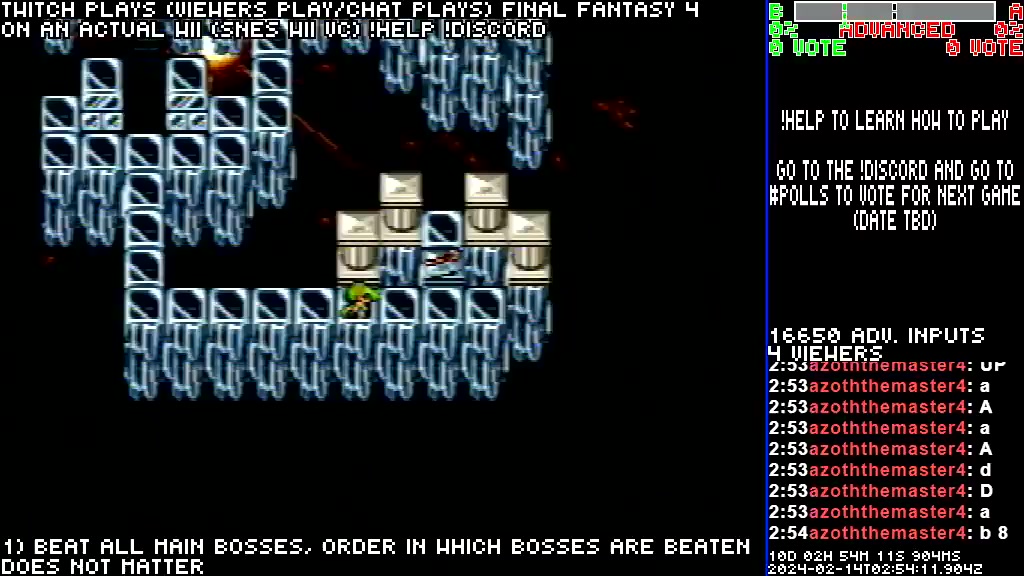 TWITCH PLAYS (VIEWERS PLAY/CHAT PLAYS) FINAL FANTASY 4
ON AN ACTUAL WII (SNES WII VC) !HELP !DISCORD
B A
0% ADVANCED 0%
0 VOTE 0 VOTE
!HELP TO LEARN HOW TO PLAY
GO TO THE !DISCORD AND GO TO
#POLLS TO VOTE FOR NEXT GAME
(DATE TBD)
16650 ADV. INPUTS
4 VIEWERS
2:53azoththemaster4: UP
2:53azoththemaster4: a
2:53azoththemaster4: A
2:53azoththemaster4: a
2:53azoththemaster4: A
2:53azoththemaster4: d
2:53azoththemaster4: D
2:53azoththemaster4: a
2:54azoththemaster4: b 8
10D 02H 54M 11S 904MS
2024-02-14T02:54:11.904Z
1) BEAT ALL MAIN BOSSES, ORDER IN WHICH BOSSES ARE BEATEN
DOES NOT MATTER